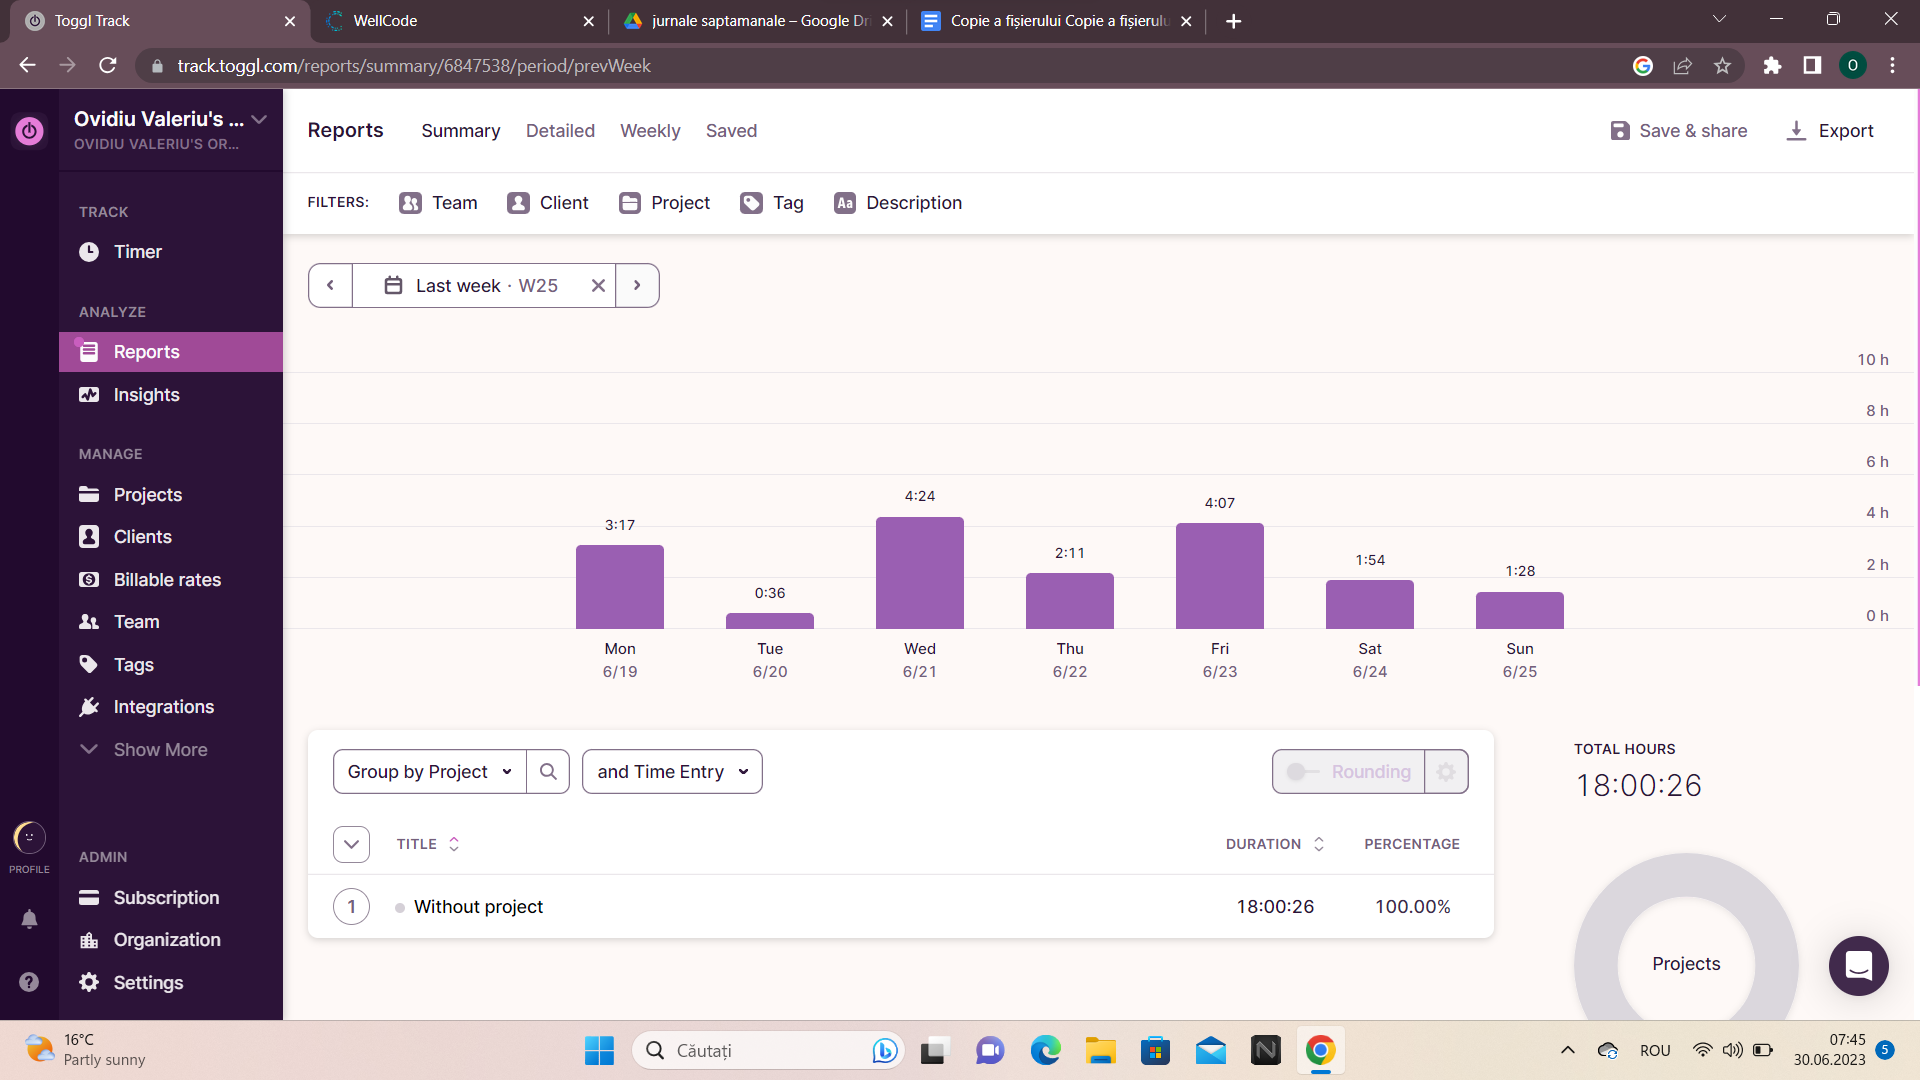 Toggl Track
WellCode
jurnale saptamanale – Google Dri
Copie a fișierului Copie a fișierulu
track.toggl.com/reports/summary/6847538/period/prevWeek
O
Ovidiu Valeriu's ...
OVIDIU VALERIU'S OR...
TRACK
Timer
ANALYZE
Reports
Insights
MANAGE
Projects
Clients
Billable rates
Team
Tags
Integrations
Show More
PROFILE
ADMIN
Subscription
Organization
Settings
Reports
Summary
Detailed
Weekly
Saved
Save & share
Export
FILTERS:
Team
Client
Project
Tag
Aa Description
Last week · W25
10 h
8 h
6 h
4 h
2 h
0 h
3:17
0:36
4:24
2:11
4:07
1:54
1:28
Mon
6/19
Tue
6/20
Wed
6/21
Thu
6/22
Fri
6/23
Sat
6/24
Sun
6/25
Group by Project
and Time Entry
Rounding
TITLE
DURATION
PERCENTAGE
1
Without project
18:00:26
100.00%
TOTAL HOURS
18:00:26
Projects
16°C
Partly sunny
Căutați
ROU
07:45
30.06.2023
5